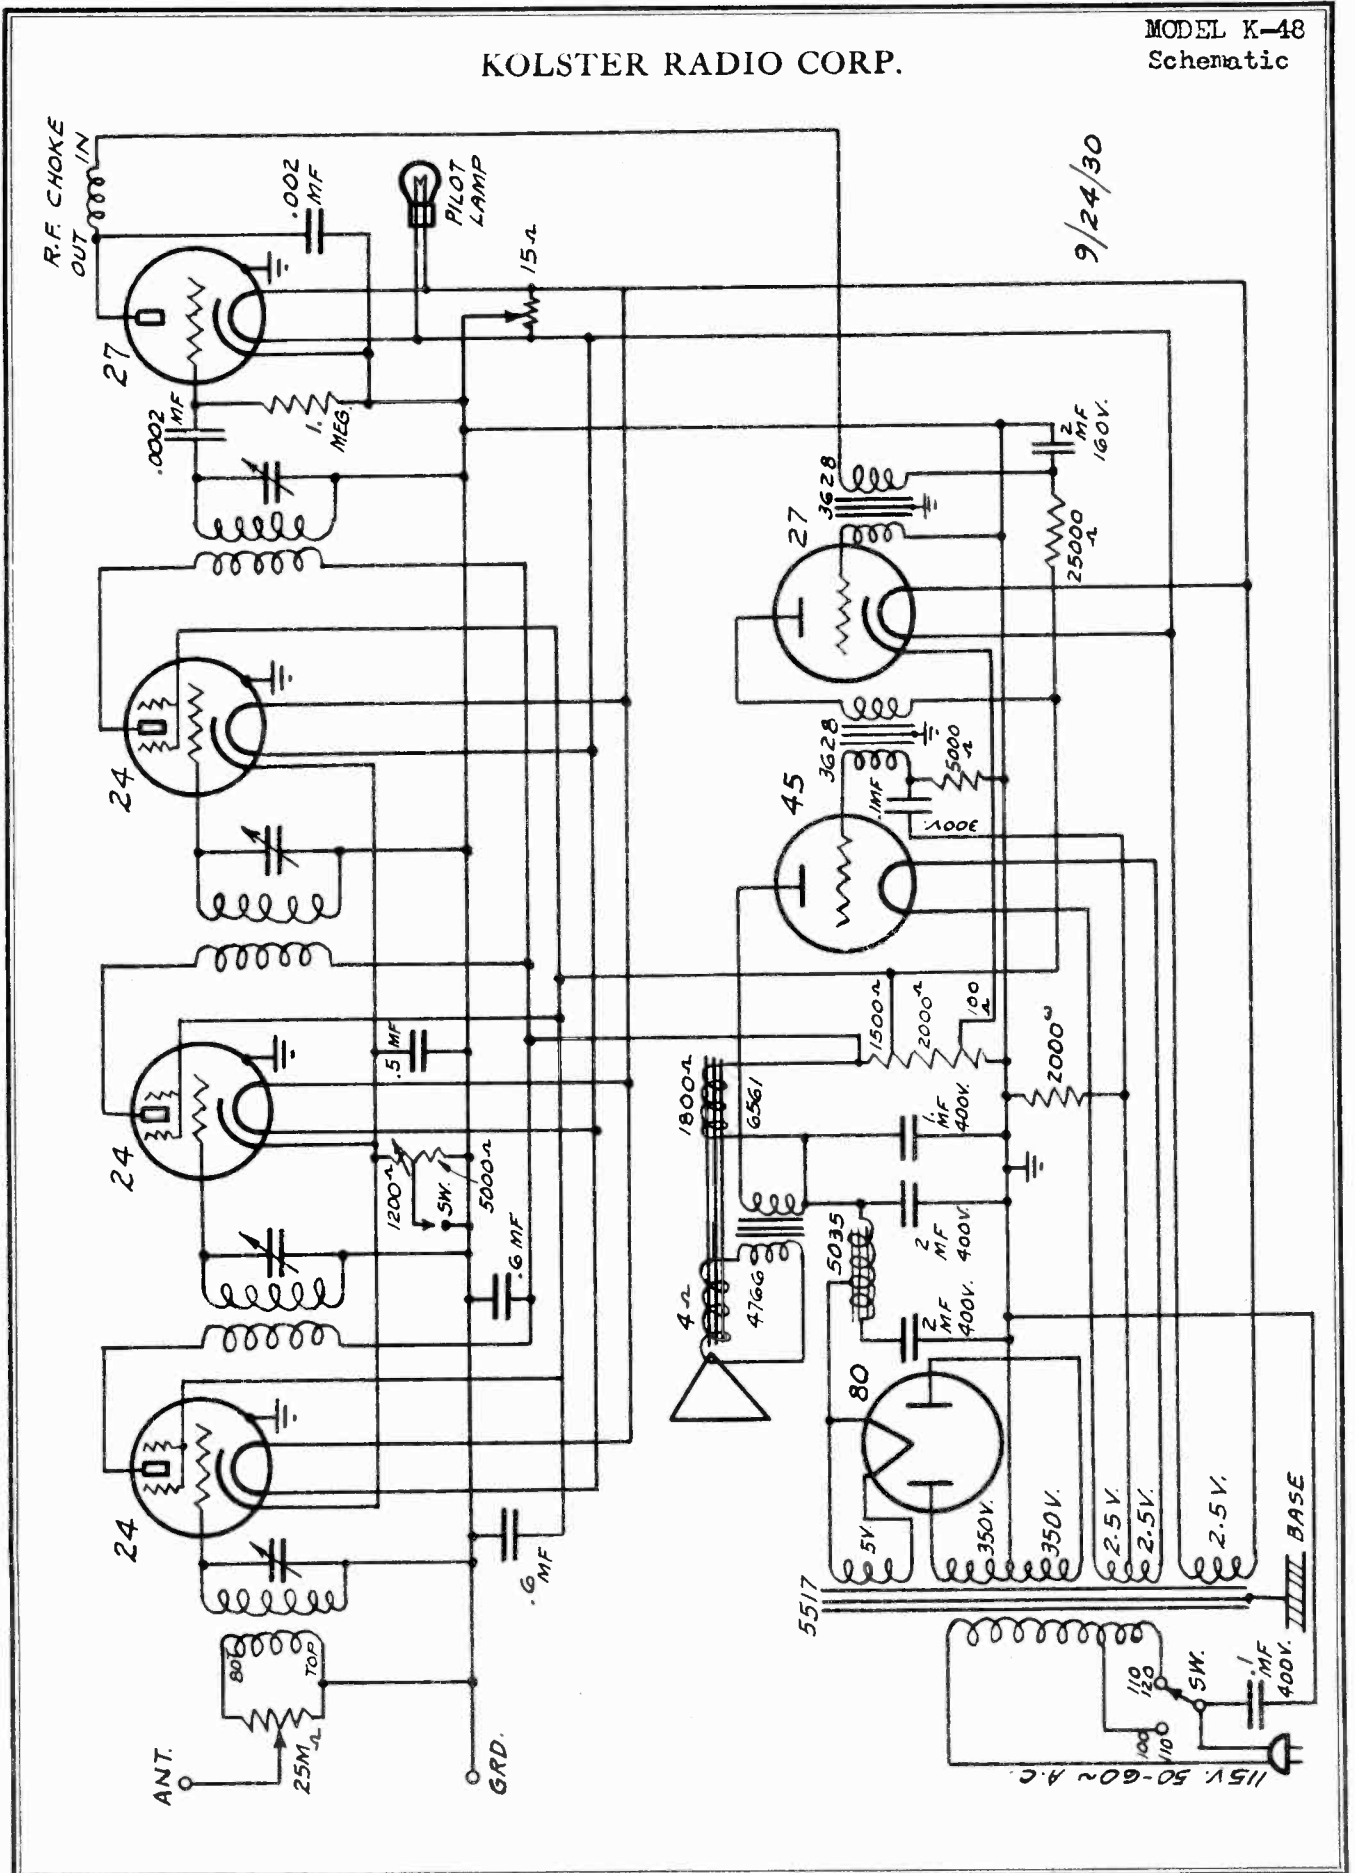 MODEL K-48
Schematic
KOLSTER RADIO CORP.
R.F. CHOKE
IN
OUT
.002
MF
PILOT
LAMP
9/24/30
15Ω
27
.0002
MF
1.
MEG.
2
MF
160V.
3628
27
25000
Ω
24
3628
45
.1MF
5000
Ω
300V.
24
.5 MF
1200Ω
SW.
5000Ω
.6 MF
1800Ω
6561
1500Ω
2000Ω
100
Ω
2000ω
1.
MF
400V.
4Ω
4766
5035
2
MF
400V.
2
MF
400V.
80
24
.6
MF
5V.
350V.
350V.
2.5V.
2.5V.
2.5V.
BASE
5517
BOT.
TOP
ANT.
25M
Ω
GRD.
110
120
SW.
.1
MF
400V.
100
110
115V. 50-60~ A.C.